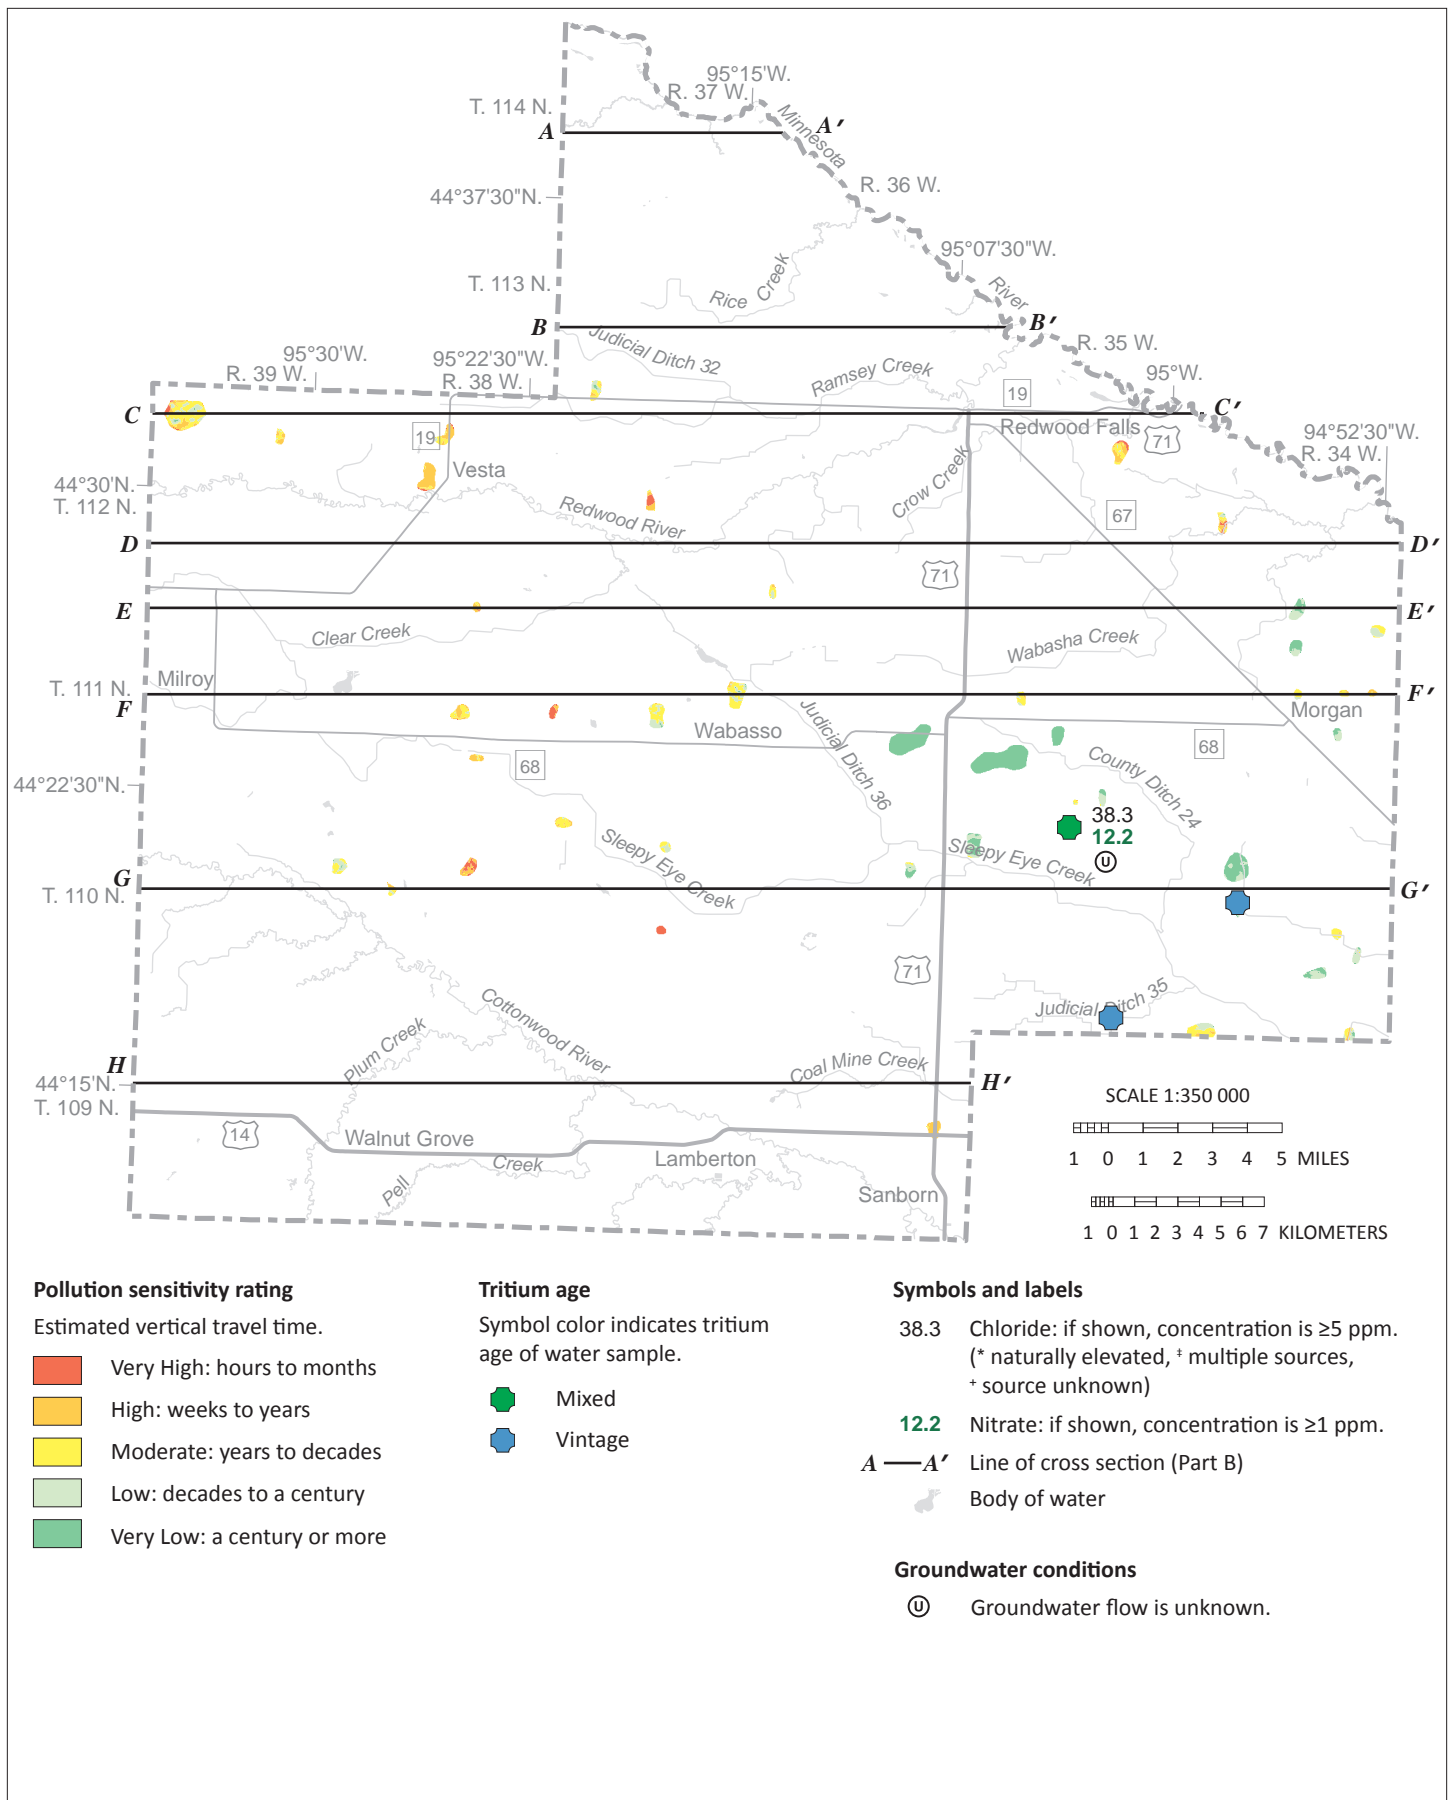 95°15'W.
R. 37 W.
T. 114 N.
A
A′
Minnesota
44°37'30"N.
R. 36 W.
95°07'30"W.
T. 113 N.
Rice Creek
River
B
B′
Judicial Ditch 32
R. 35 W.
95°30'W.
95°22'30"W.
R. 39 W.
R. 38 W.
Ramsey Creek
95°W.
19
C
C′
19
Redwood Falls
71
94°52'30"W.
R. 34 W.
Vesta
44°30'N.
T. 112 N.
Crow Creek
Redwood River
67
D
D′
71
E
E′
Clear Creek
Wabasha Creek
Milroy
T. 111 N.
F
F′
Judicial Ditch 36
Wabasso
Morgan
68
68
County Ditch 24
44°22'30"N.
38.3
12.2
U
Sleepy Eye Creek
Sleepy Eye Creek
G
G′
T. 110 N.
71
Cottonwood River
Judicial Ditch 35
Plum Creek
H
H′
44°15'N.
T. 109 N.
Coal Mine Creek
14
Walnut Grove
Pell Creek
Lamberton
Sanborn
SCALE 1:350 000
1 0 1 2 3 4 5 MILES
1 0 1 2 3 4 5 6 7 KILOMETERS
Pollution sensitivity rating
Estimated vertical travel time.
Very High: hours to months
High: weeks to years
Moderate: years to decades
Low: decades to a century
Very Low: a century or more
Tritium age
Symbol color indicates tritium
age of water sample.
Mixed
Vintage
Symbols and labels
38.3 Chloride: if shown, concentration is ≥5 ppm.
(* naturally elevated, ‡ multiple sources,
+ source unknown)
12.2 Nitrate: if shown, concentration is ≥1 ppm.
A A′ Line of cross section (Part B)
Body of water
Groundwater conditions
U Groundwater flow is unknown.